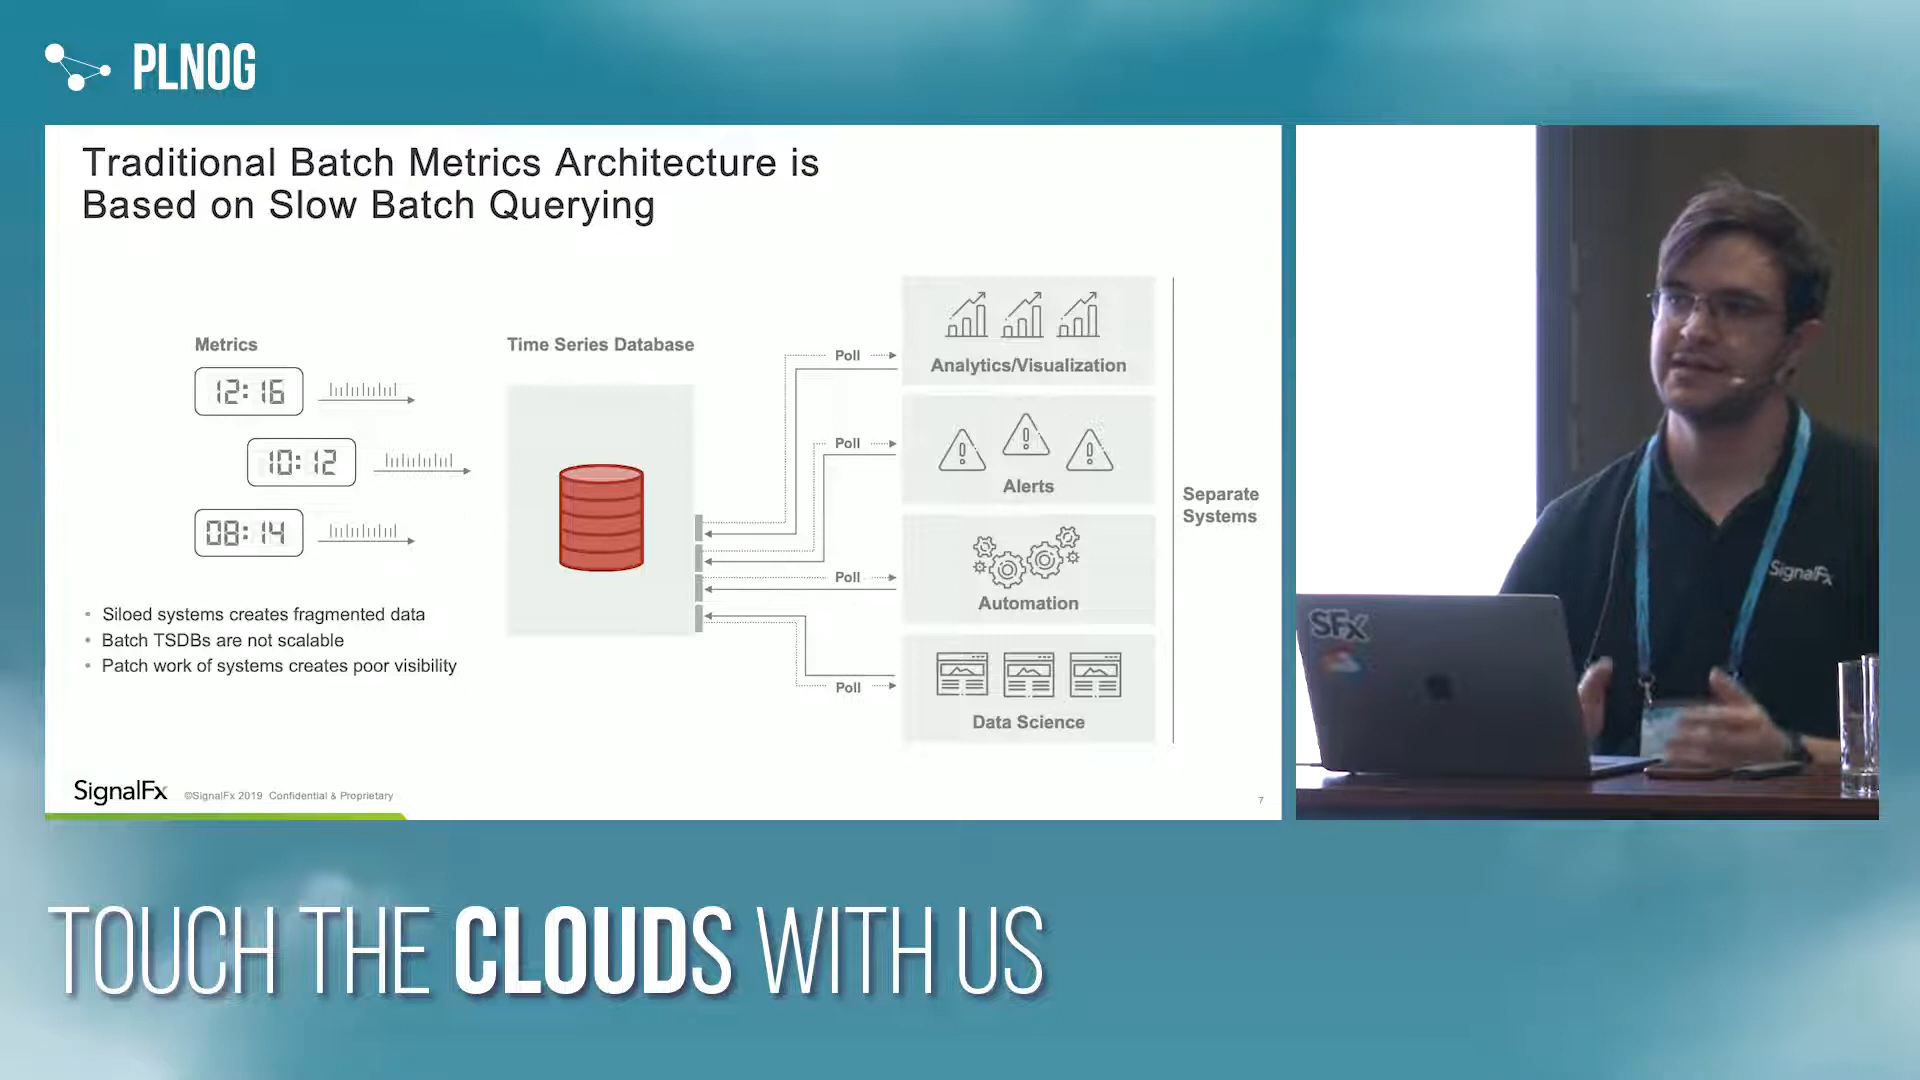 PLNOG
Traditional Batch Metrics Architecture is
Based on Slow Batch Querying
Metrics
12:16
10:12
08:14
Time Series Database
Poll
Poll
Poll
Poll
Analytics/Visualization
Alerts
Automation
Data Science
Separate
Systems
Siloed systems creates fragmented data
Batch TSDBs are not scalable
Patch work of systems creates poor visibility
SignalFx
©SignalFx 2019 Confidential & Proprietary
7
SignalFx
SFx
TOUCH THE CLOUDS WITH US